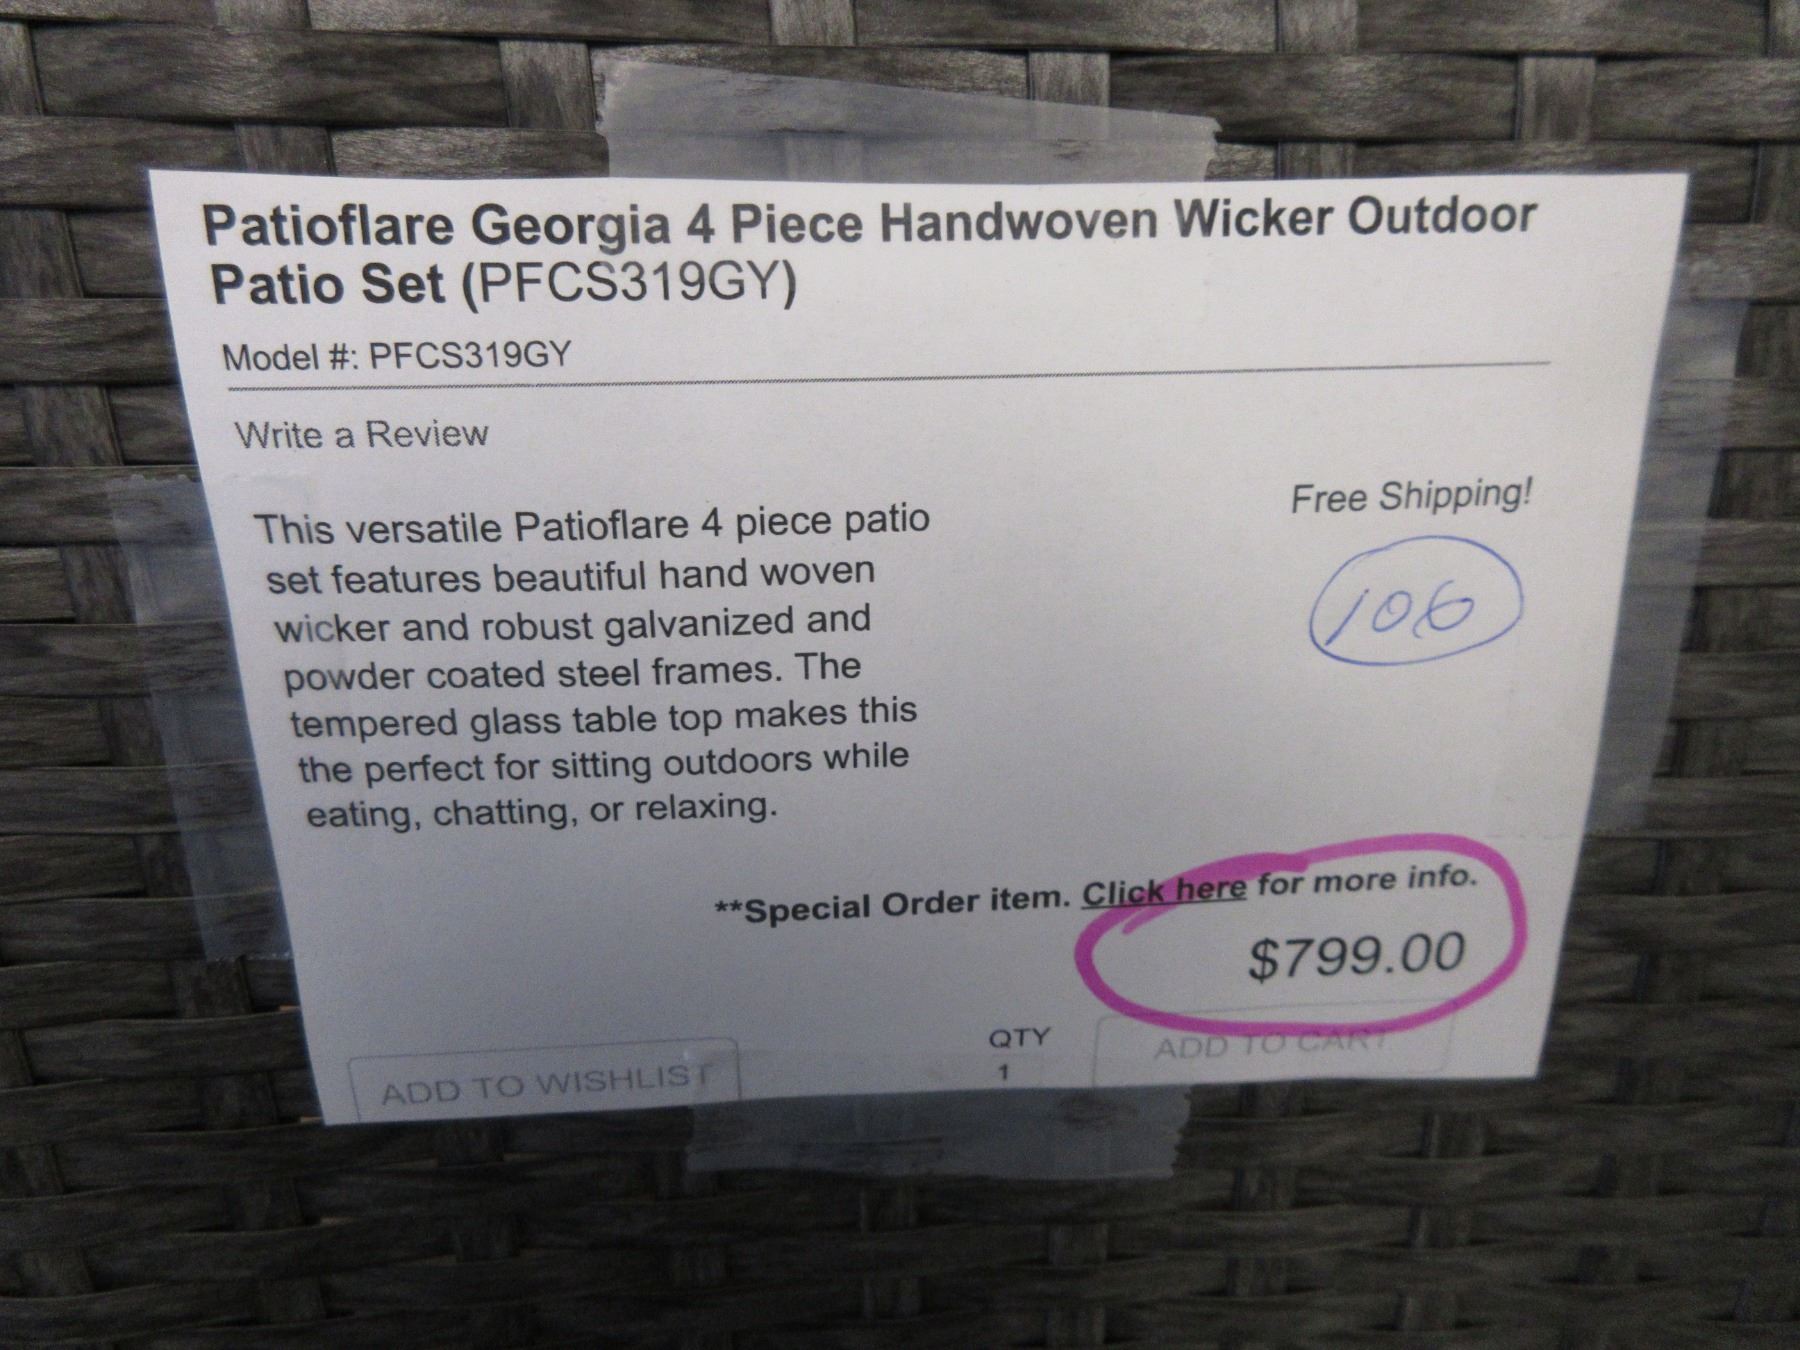 Patioflare Georgia 4 Piece Handwoven Wicker Outdoor
Patio Set (PFCS319GY)
Model #: PFCS319GY
Write a Review
Free Shipping!
106
This versatile Patioflare 4 piece patio
set features beautiful hand woven
wicker and robust galvanized and
powder coated steel frames. The
tempered glass table top makes this
the perfect for sitting outdoors while
eating, chatting, or relaxing.
**Special Order item. Click here for more info.
$799.00
QTY
1
ADD TO WISHLIST
ADD TO CART